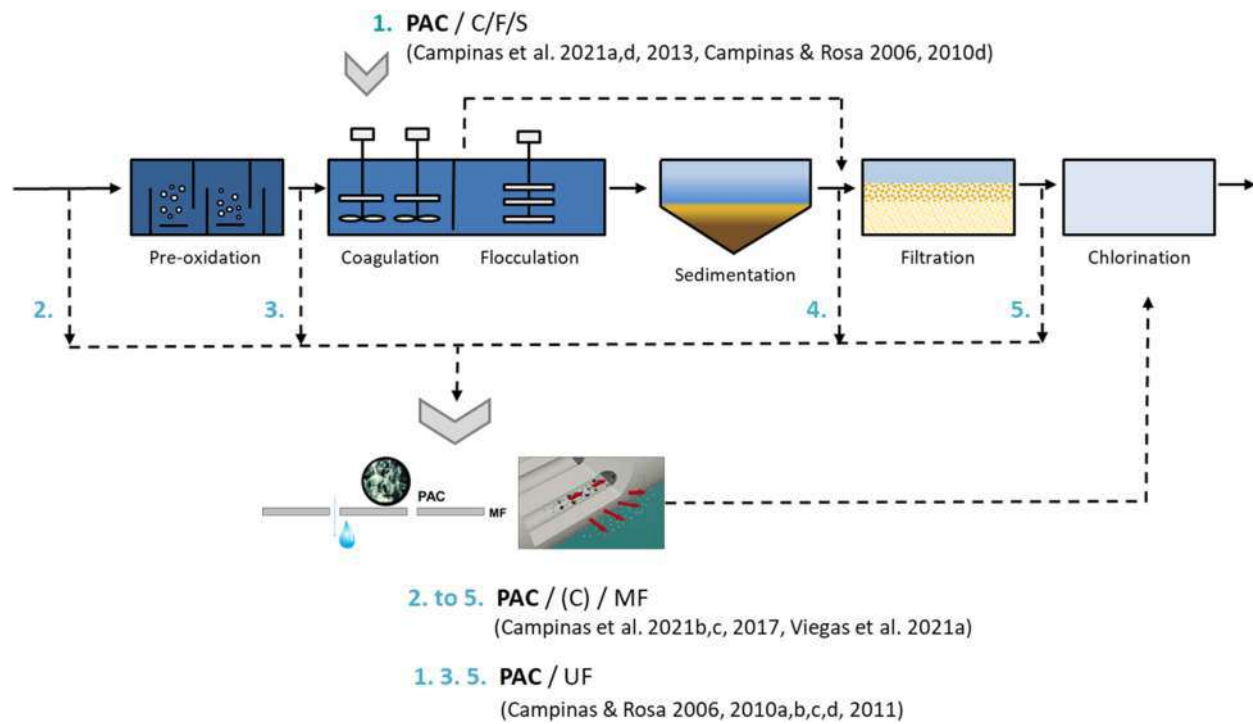 1. PAC / C/F/S
(Campinas et al. 2021a,d, 2013, Campinas & Rosa 2006, 2010d)
Pre-oxidation
Coagulation
Flocculation
Sedimentation
Filtration
Chlorination
2.
3.
4.
5.
PAC
MF
2. to 5. PAC / (C) / MF
(Campinas et al. 2021b,c, 2017, Viegas et al. 2021a)
1. 3. 5. PAC / UF
(Campinas & Rosa 2006, 2010a,b,c,d, 2011)